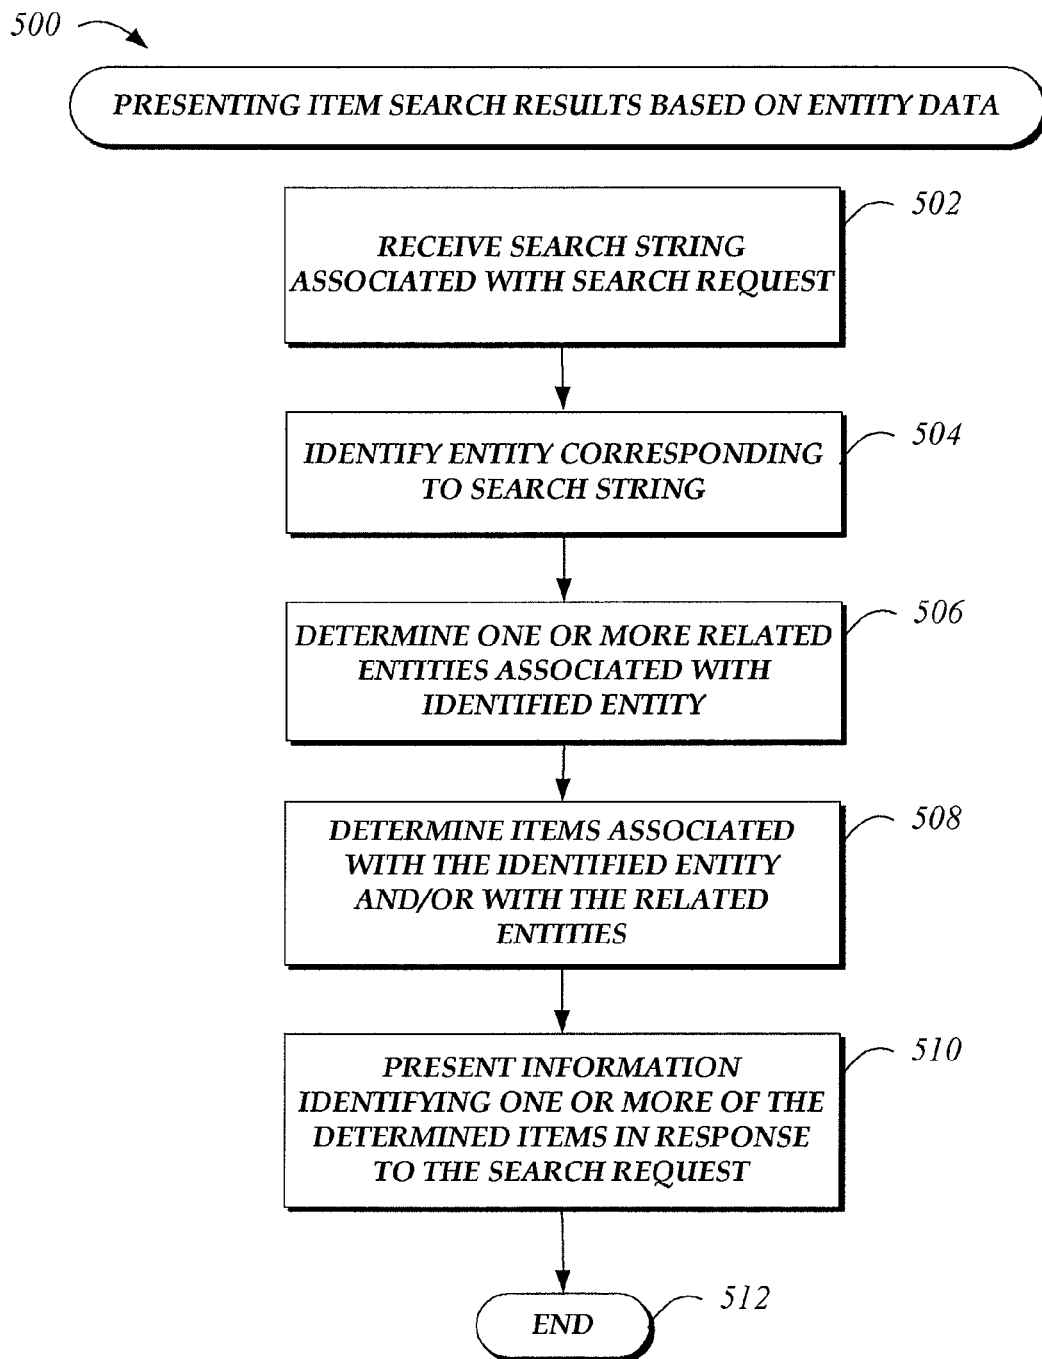 500
PRESENTING ITEM SEARCH RESULTS BASED ON ENTITY DATA
502
RECEIVE SEARCH STRING
ASSOCIATED WITH SEARCH REQUEST
504
IDENTIFY ENTITY CORRESPONDING
TO SEARCH STRING
506
DETERMINE ONE OR MORE RELATED
ENTITIES ASSOCIATED WITH
IDENTIFIED ENTITY
508
DETERMINE ITEMS ASSOCIATED
WITH THE IDENTIFIED ENTITY
AND/OR WITH THE RELATED
ENTITIES
510
PRESENT INFORMATION
IDENTIFYING ONE OR MORE OF THE
DETERMINED ITEMS IN RESPONSE
TO THE SEARCH REQUEST
512
END